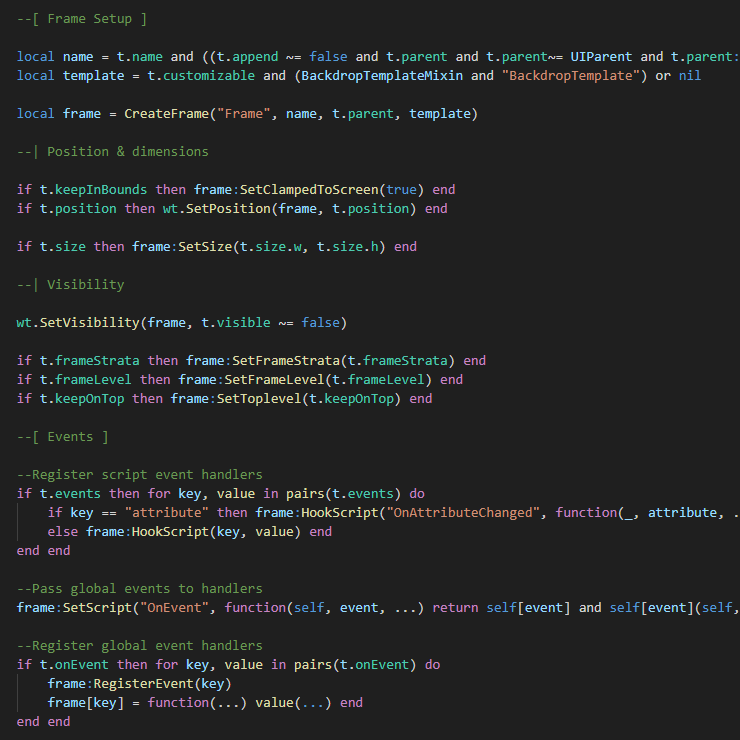 --[ Frame Setup ]
local name = t.name and ((t.append ~= false and t.parent and t.parent~= UIParent and t.parent:
local template = t.customizable and (BackdropTemplateMixin and "BackdropTemplate") or nil
local frame = CreateFrame("Frame", name, t.parent, template)
--| Position & dimensions
if t.keepInBounds then frame:SetClampedToScreen(true) end
if t.position then wt.SetPosition(frame, t.position) end
if t.size then frame:SetSize(t.size.w, t.size.h) end
--| Visibility
wt.SetVisibility(frame, t.visible ~= false)
if t.frameStrata then frame:SetFrameStrata(t.frameStrata) end
if t.frameLevel then frame:SetFrameLevel(t.frameLevel) end
if t.keepOnTop then frame:SetToplevel(t.keepOnTop) end
--[ Events ]
--Register script event handlers
if t.events then for key, value in pairs(t.events) do
    if key == "attribute" then frame:HookScript("OnAttributeChanged", function(_, attribute, .
    else frame:HookScript(key, value) end
end end
--Pass global events to handlers
frame:SetScript("OnEvent", function(self, event, ...) return self[event] and self[event](self,
--Register global event handlers
if t.onEvent then for key, value in pairs(t.onEvent) do
    frame:RegisterEvent(key)
    frame[key] = function(...) value(...) end
end end